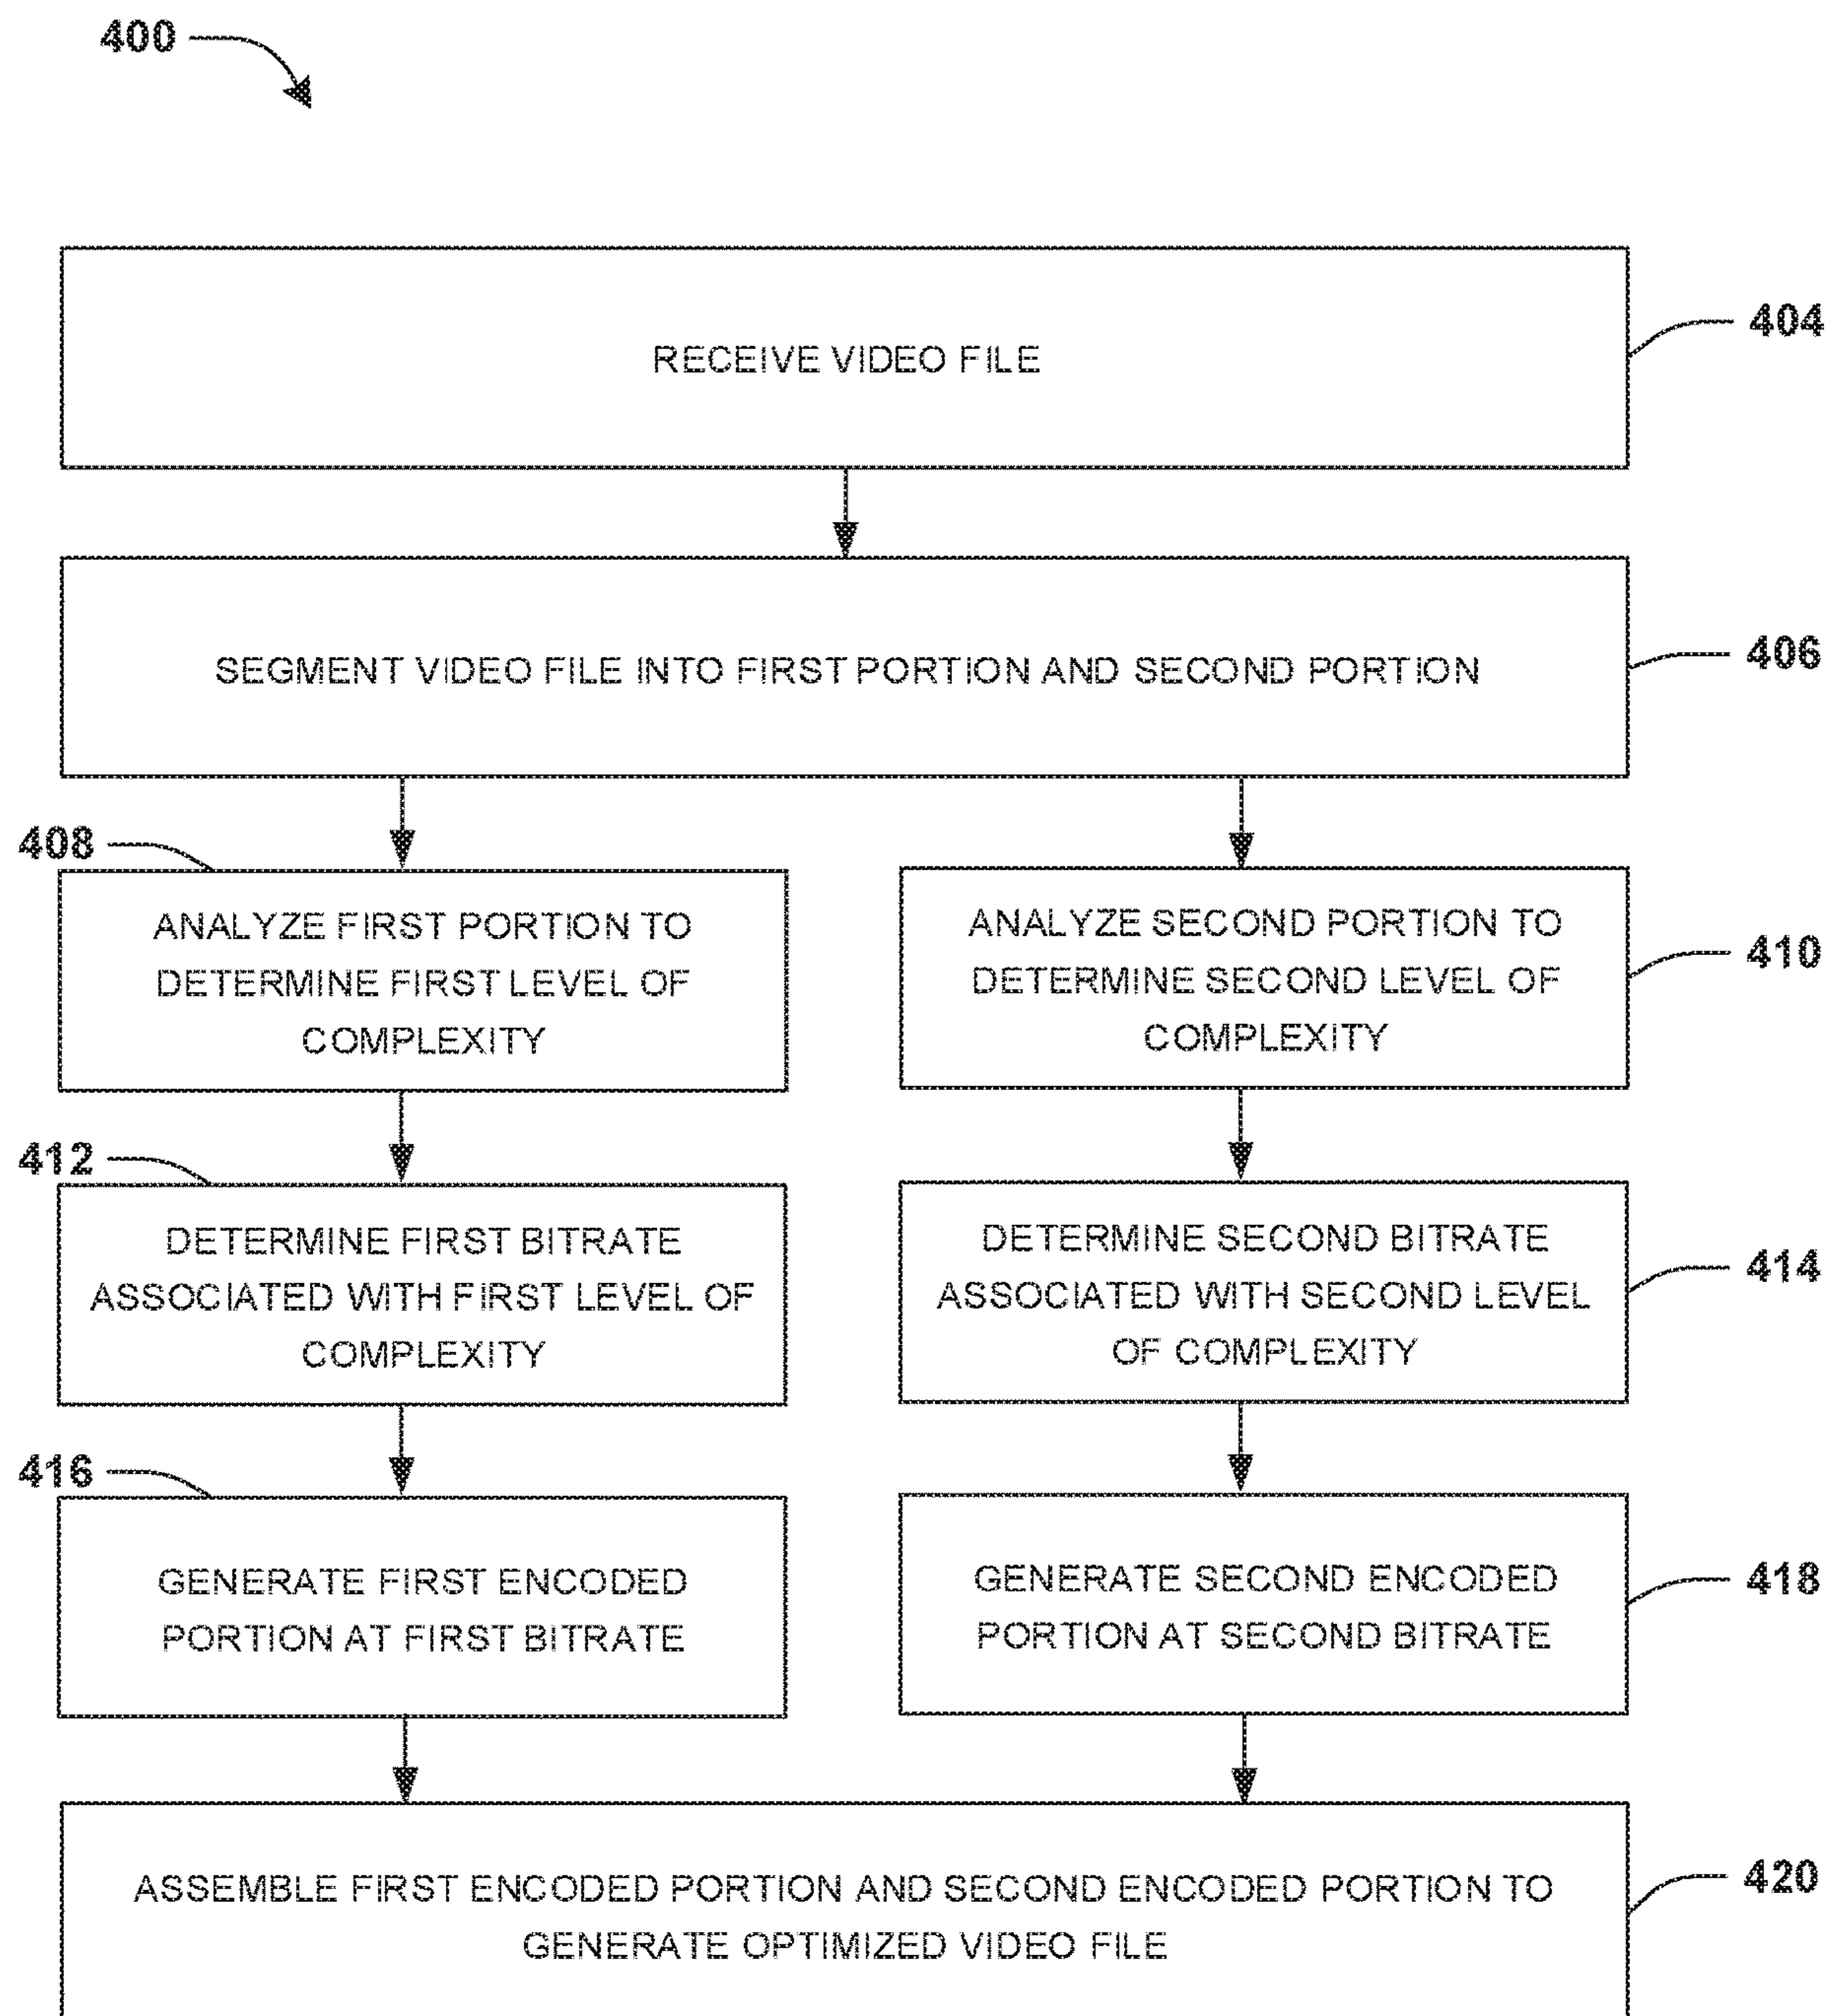 400
RECEIVE VIDEO FILE
404
SEGMENT VIDEO FILE INTO FIRST PORTION AND SECOND PORTION
406
408
ANALYZE FIRST PORTION TO
DETERMINE FIRST LEVEL OF
COMPLEXITY
ANALYZE SECOND PORTION TO
DETERMINE SECOND LEVEL OF
COMPLEXITY
410
412
DETERMINE FIRST BITRATE
ASSOCIATED WITH FIRST LEVEL OF
COMPLEXITY
DETERMINE SECOND BITRATE
ASSOCIATED WITH SECOND LEVEL
OF COMPLEXITY
414
416
GENERATE FIRST ENCODED
PORTION AT FIRST BITRATE
GENERATE SECOND ENCODED
PORTION AT SECOND BITRATE
418
ASSEMBLE FIRST ENCODED PORTION AND SECOND ENCODED PORTION TO
GENERATE OPTIMIZED VIDEO FILE
420